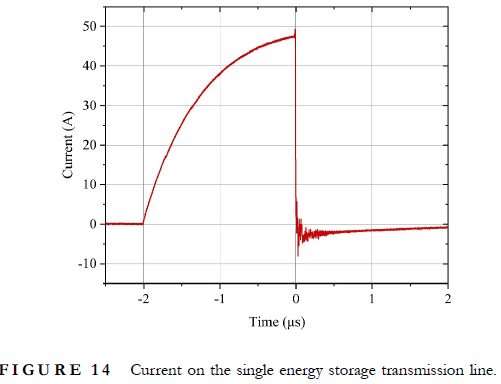 50
40
30
20
10
0
-10
Current (A)
-2 -1 0 1 2
Time (μs)
FIGURE 14 Current on the single energy storage transmission line.